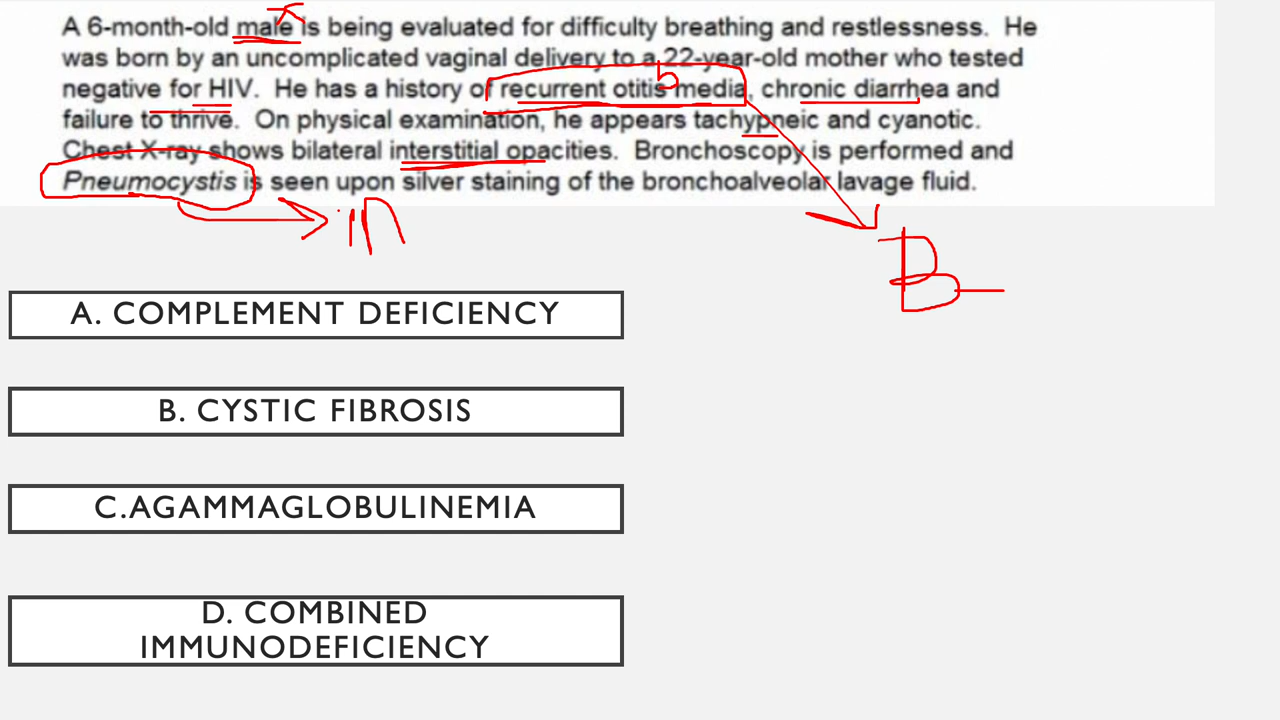 A 6-month-old male is being evaluated for difficulty breathing and restlessness. He
was born by an uncomplicated vaginal delivery to a 22-year-old mother who tested
negative for HIV. He has a history of recurrent otitis media, chronic diarrhea and
failure to thrive. On physical examination, he appears tachypneic and cyanotic.
Chest X-ray shows bilateral interstitial opacities. Bronchoscopy is performed and
Pneumocystis is seen upon silver staining of the bronchoalveolar lavage fluid.
B-
A. COMPLEMENT DEFICIENCY
B. CYSTIC FIBROSIS
C.AGAMMAGLOBULINEMIA
D. COMBINED
IMMUNODEFICIENCY